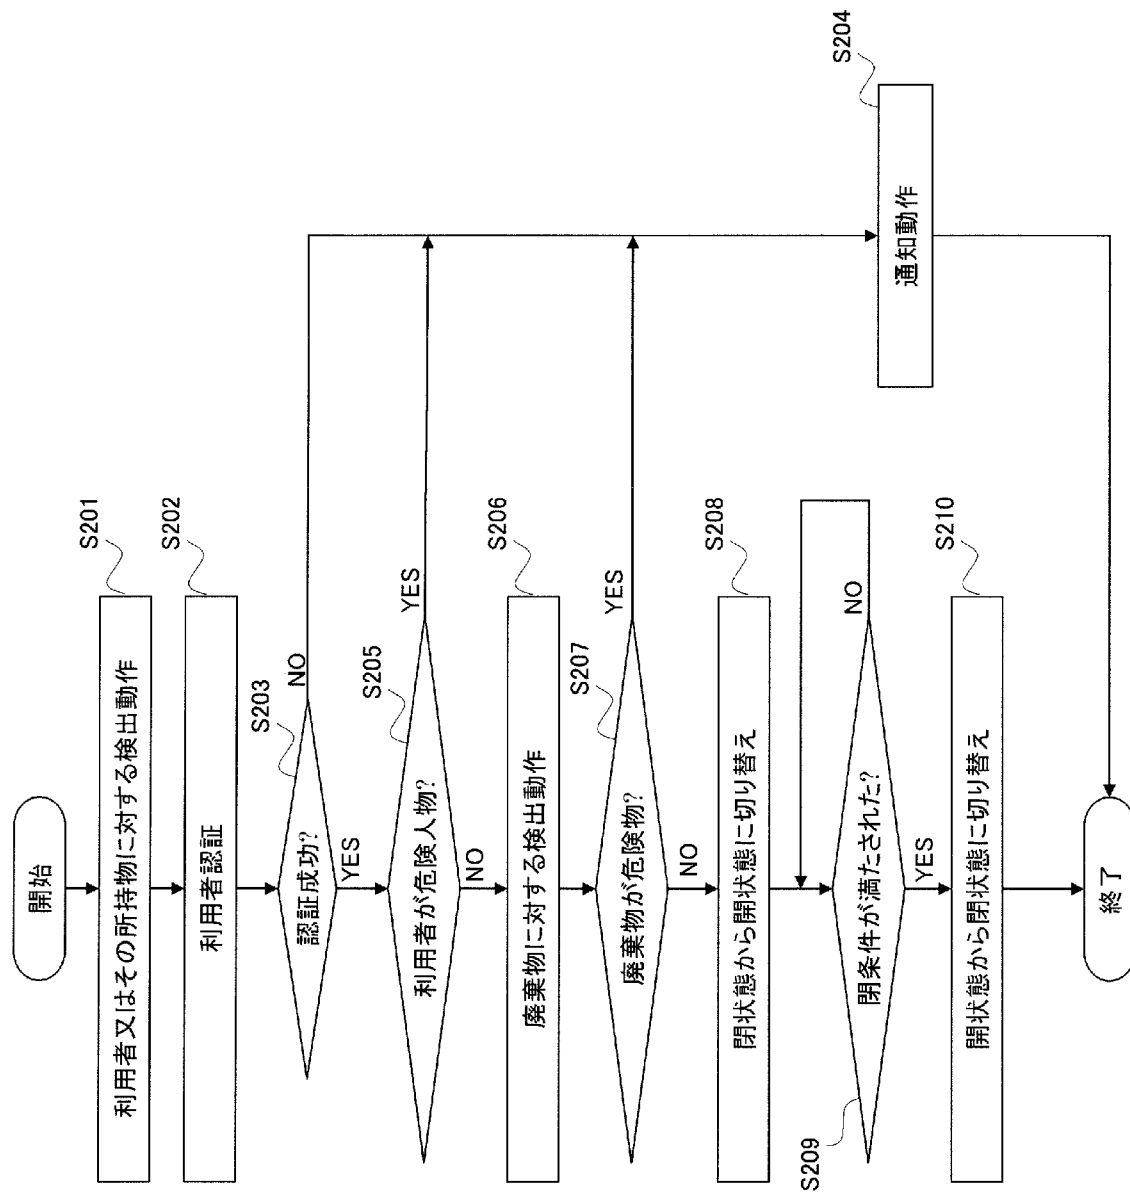 開始
S201
利用者又はその所持物に対する検出動作
S202
利用者認証
S203
認証成功?
NO
YES
S205
利用者が危険人物?
YES
NO
S206
廃棄物に対する検出動作
S207
廃棄物が危険物?
YES
NO
S208
閉状態から開状態に切り替え
S209
閉条件が満たされた?
NO
YES
S210
開状態から閉状態に切り替え
S204
通知動作
終了